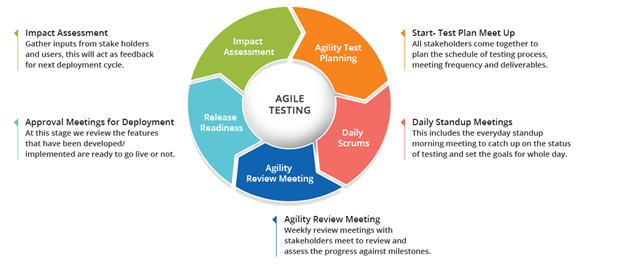 Impact Assessment
Gather inputs from stake holders
and users, this will act as feedback
for next deployment cycle.
Impact
Assessment
Agility Test
Planning
Start- Test Plan Meet Up
All stakeholders come together to
plan the schedule of testing process,
meeting frequency and deliverables.
AGILE
TESTING
Approval Meetings for Deployment
At this stage we review the features
that have been developed/
implemented are ready to go live or not.
Release
Readiness
Daily
Scrums
Daily Standup Meetings
This includes the everyday standup
morning meeting to catch up on the status
of testing and set the goals for whole day.
Agility
Review Meeting
Agility Review Meeting
Weekly review meetings with
stakeholders meet to review and
assess the progress against milestones.